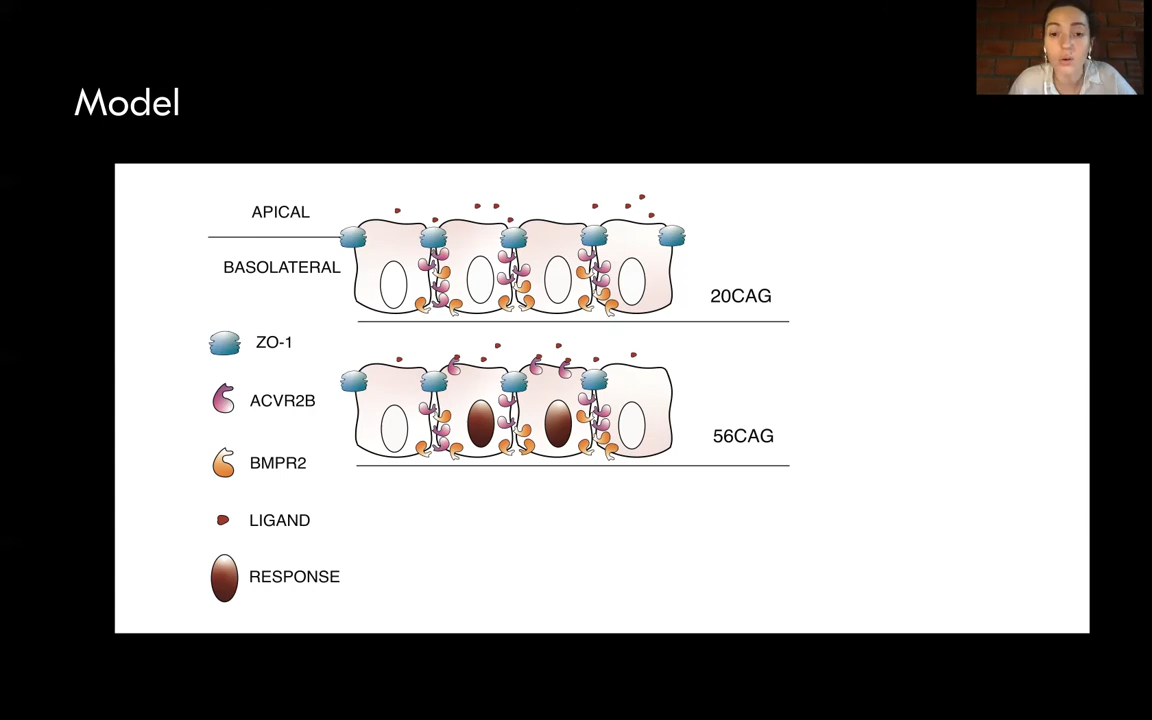 Model
APICAL
BASOLATERAL
20CAG
ZO-1
ACVR2B
56CAG
BMPR2
LIGAND
RESPONSE